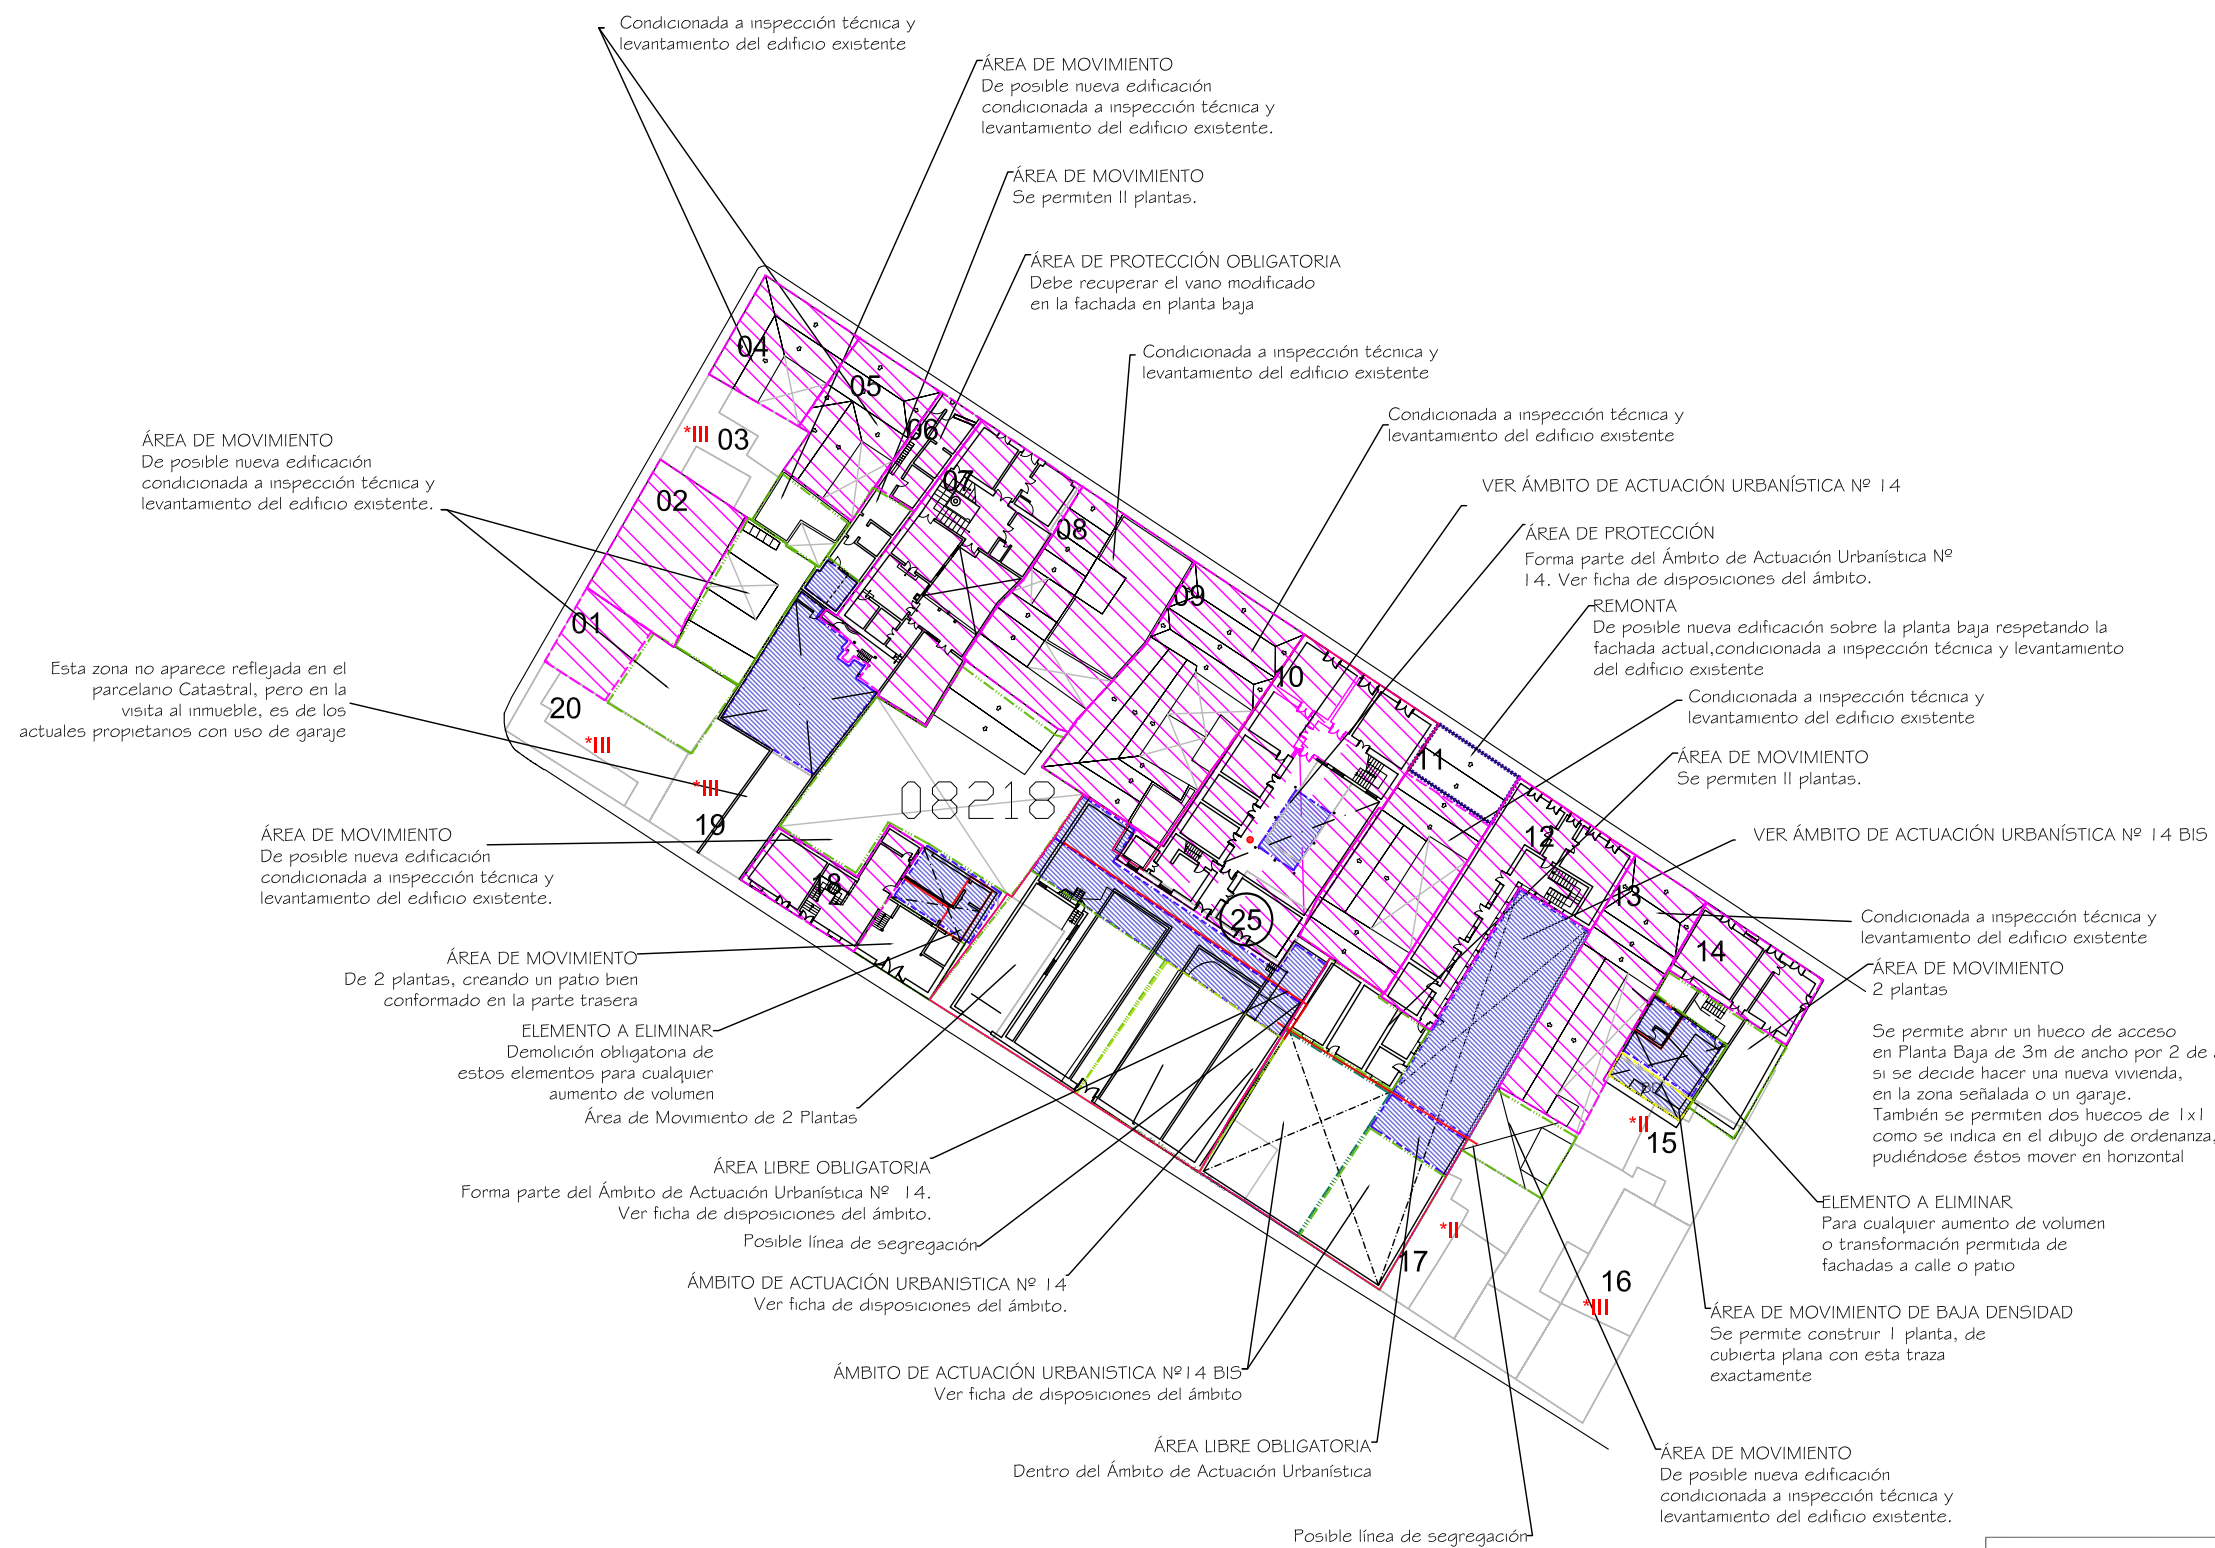 Condicionada a inspección técnica y
levantamiento del edificio existente
ÁREA DE MOVIMIENTO
De posible nueva edificación
condicionada a inspección técnica y
levantamiento del edificio existente.
ÁREA DE MOVIMIENTO
Se permiten II plantas.
ÁREA DE PROTECCIÓN OBLIGATORIA
Debe recuperar el vano modificado
en la fachada en planta baja
Condicionada a inspección técnica y
levantamiento del edificio existente
Condicionada a inspección técnica y
levantamiento del edificio existente
VER ÁMBITO DE ACTUACIÓN URBANÍSTICA Nº 14
ÁREA DE PROTECCIÓN
Forma parte del Ámbito de Actuación Urbanística Nº
14. Ver ficha de disposiciones del ámbito.
REMONTA
De posible nueva edificación sobre la planta baja respetando la
fachada actual,condicionada a inspección técnica y levantamiento
del edificio existente
Condicionada a inspección técnica y
levantamiento del edificio existente
ÁREA DE MOVIMIENTO
Se permiten II plantas.
VER ÁMBITO DE ACTUACIÓN URBANÍSTICA Nº 14 BIS
Condicionada a inspección técnica y
levantamiento del edificio existente
ÁREA DE MOVIMIENTO
2 plantas
Se permite abrir un hueco de acceso
en Planta Baja de 3m de ancho por 2 de
si se decide hacer una nueva vivienda,
en la zona señalada o un garaje.
También se permiten dos huecos de 1x1
como se indica en el dibujo de ordenanza,
pudiéndose éstos mover en horizontal
ELEMENTO A ELIMINAR
Para cualquier aumento de volumen
o transformación permitida de
fachadas a calle o patio
ÁREA DE MOVIMIENTO DE BAJA DENSIDAD
Se permite construir 1 planta, de
cubierta plana con esta traza
exactamente
ÁREA DE MOVIMIENTO
De posible nueva edificación
condicionada a inspección técnica y
levantamiento del edificio existente.
Posible línea de segregación
ÁREA LIBRE OBLIGATORIA
Dentro del Ámbito de Actuación Urbanística
ÁMBITO DE ACTUACIÓN URBANISTICA Nº14 BIS
Ver ficha de disposiciones del ámbito
ÁMBITO DE ACTUACIÓN URBANISTICA Nº 14
Ver ficha de disposiciones del ámbito.
Posible línea de segregación
ÁREA LIBRE OBLIGATORIA
Forma parte del Ámbito de Actuación Urbanística Nº 14.
Ver ficha de disposiciones del ámbito.
Área de Movimiento de 2 Plantas
ELEMENTO A ELIMINAR
Demolición obligatoria de
estos elementos para cualquier
aumento de volumen
ÁREA DE MOVIMIENTO
De 2 plantas, creando un patio bien
conformado en la parte trasera
ÁREA DE MOVIMIENTO
De posible nueva edificación
condicionada a inspección técnica y
levantamiento del edificio existente.
Esta zona no aparece reflejada en el
parcelario Catastral, pero en la
visita al inmueble, es de los
actuales propietarios con uso de garaje
ÁREA DE MOVIMIENTO
De posible nueva edificación
condicionada a inspección técnica y
levantamiento del edificio existente.
04
05
06
*III 03
02
07
08
01
09
20
*III
10
11
*III
08218
19
12
18
13
25
14
*II
15
*II
17
16
*III